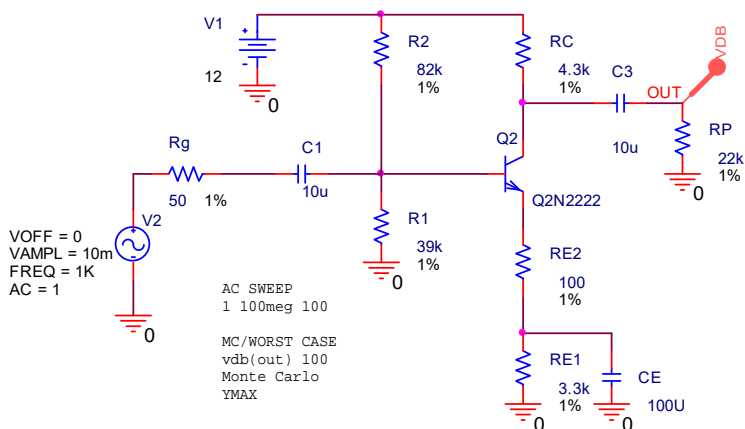 V1
12
0
R2
82k
1%
RC
4.3k
1%
C3
10u
OUT
VDB
RP
22k
1%
0
Rg
50
1%
C1
10u
Q2
Q2N2222
R1
39k
1%
0
V2
VOFF = 0
VAMPL = 10m
FREQ = 1K
AC = 1
0
AC SWEEP
1 100meg 100
MC/WORST CASE
vdb(out) 100
Monte Carlo
YMAX
RE2
100
1%
RE1
3.3k
1%
0
CE
100U
0